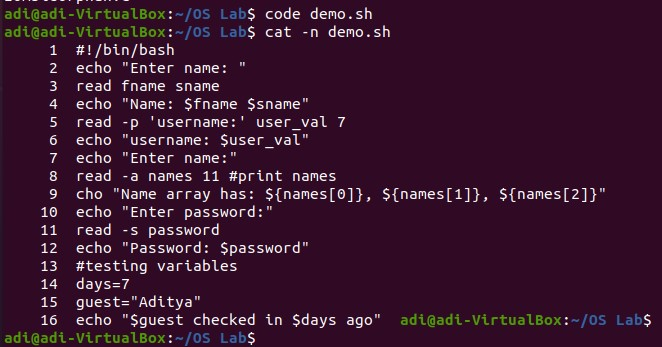 adi@adi-VirtualBox:~/OS Lab$ code demo.sh
adi@adi-VirtualBox:~/OS Lab$ cat -n demo.sh
     1  #!/bin/bash
     2  echo "Enter name: "
     3  read fname sname
     4  echo "Name: $fname $sname"
     5  read -p 'username:' user_val 7
     6  echo "username: $user_val"
     7  echo "Enter name:"
     8  read -a names 11 #print names
     9  cho "Name array has: ${names[0]}, ${names[1]}, ${names[2]}"
    10  echo "Enter password:"
    11  read -s password
    12  echo "Password: $password"
    13  #testing variables
    14  days=7
    15  guest="Aditya"
    16  echo "$guest checked in $days ago"  adi@adi-VirtualBox:~/OS Lab$
adi@adi-VirtualBox:~/OS Lab$